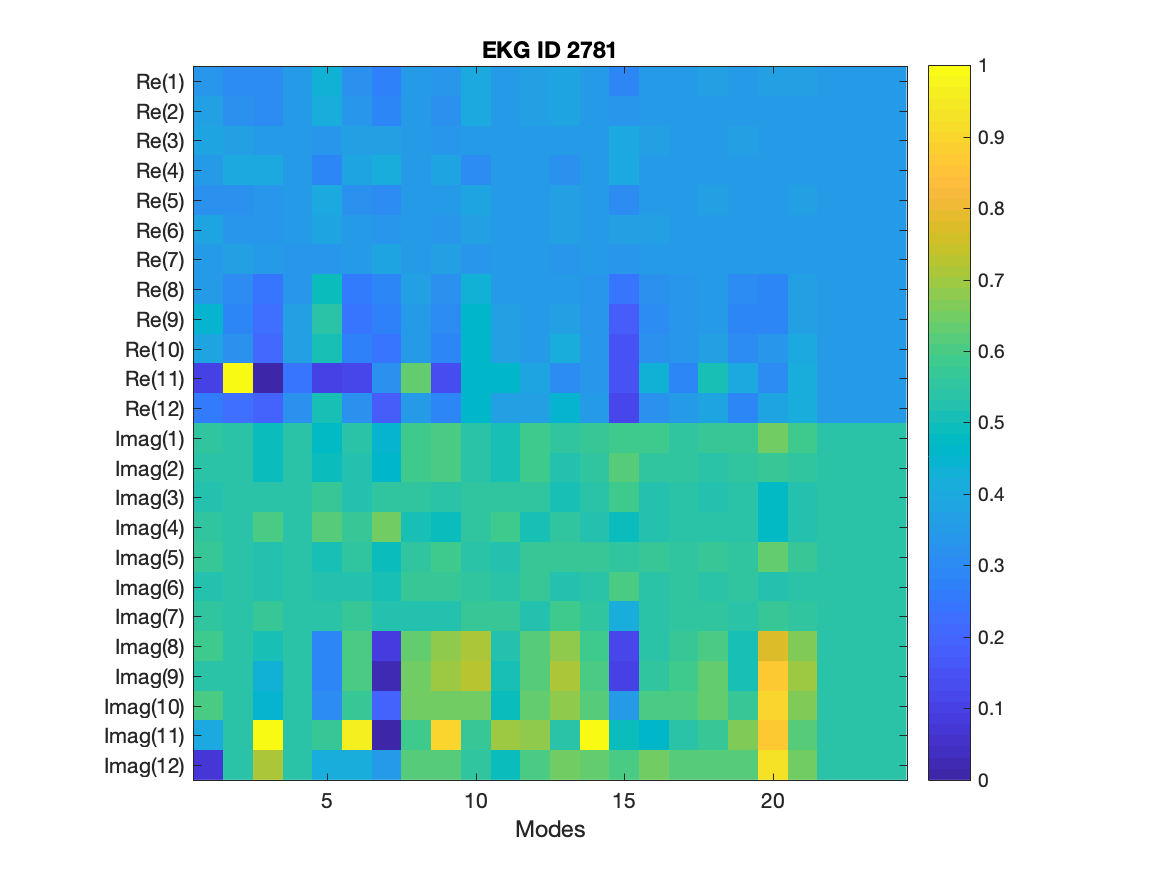 EKG ID 2781
Re(1)
Re(2)
Re(3)
Re(4)
Re(5)
Re(6)
Re(7)
Re(8)
Re(9)
Re(10)
Re(11)
Re(12)
Imag(1)
Imag(2)
Imag(3)
Imag(4)
Imag(5)
Imag(6)
Imag(7)
Imag(8)
Imag(9)
Imag(10)
Imag(11)
Imag(12)
5 10 15 20
Modes
1
0.9
0.8
0.7
0.6
0.5
0.4
0.3
0.2
0.1
0